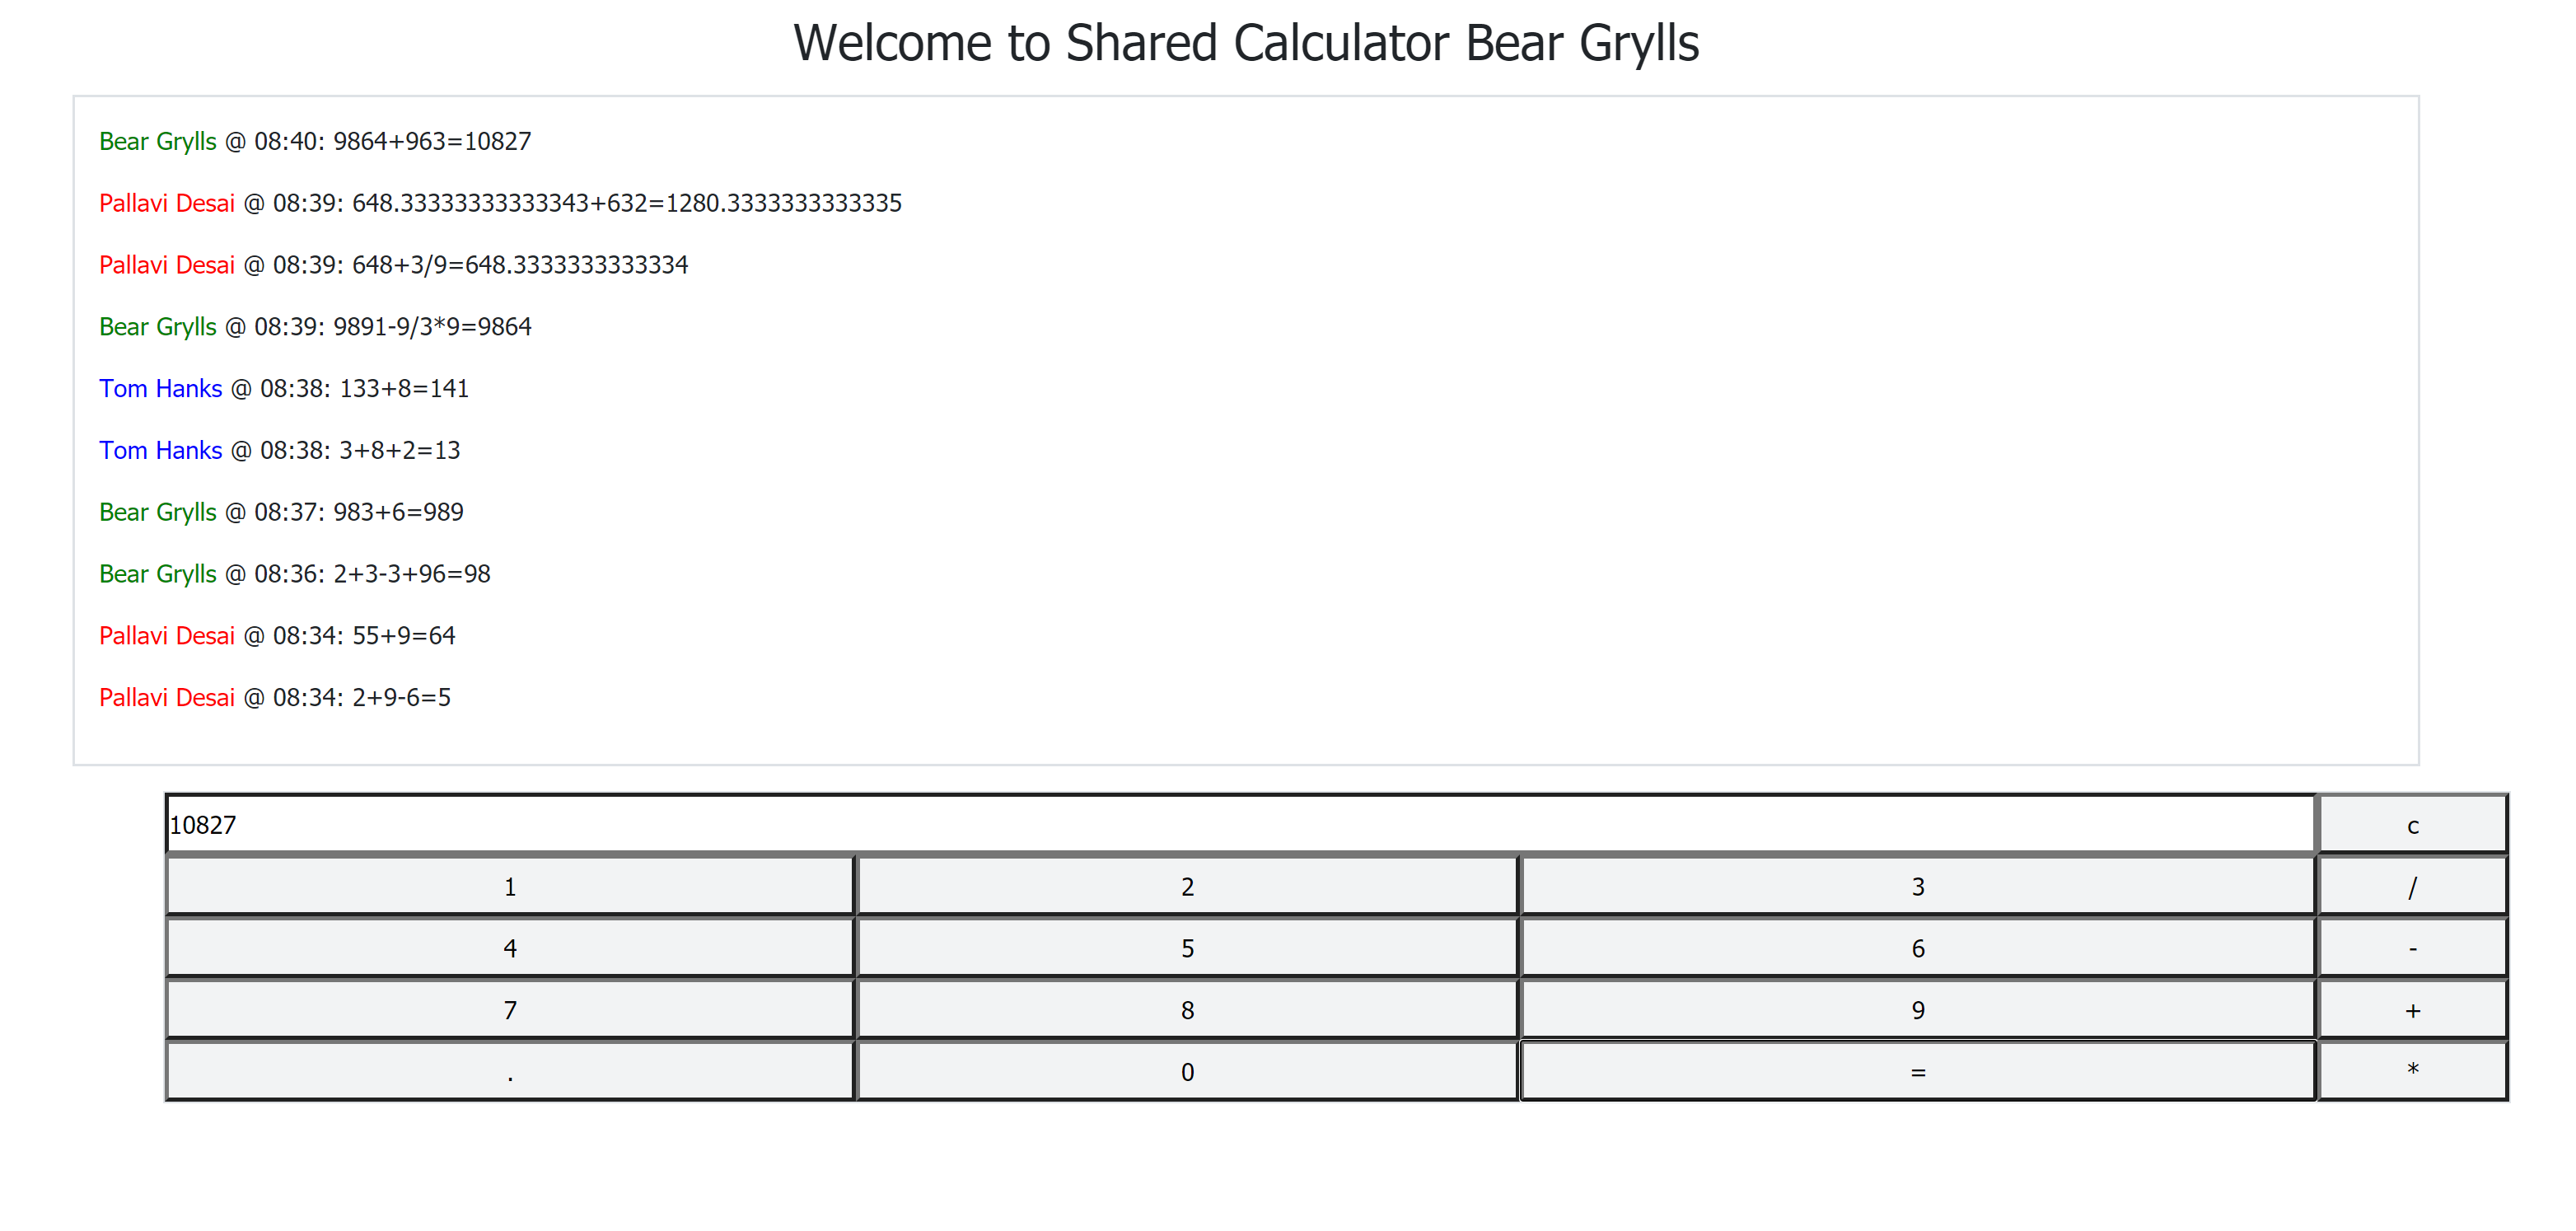 Welcome to Shared Calculator Bear Grylls
Bear Grylls @ 08:40: 9864+963=10827
Pallavi Desai @ 08:39: 648.33333333333343+632=1280.3333333333335
Pallavi Desai @ 08:39: 648+3/9=648.3333333333334
Bear Grylls @ 08:39: 9891-9/3*9=9864
Tom Hanks @ 08:38: 133+8=141
Tom Hanks @ 08:38: 3+8+2=13
Bear Grylls @ 08:37: 983+6=989
Bear Grylls @ 08:36: 2+3-3+96=98
Pallavi Desai @ 08:34: 55+9=64
Pallavi Desai @ 08:34: 2+9-6=5
10827 c
1 2 3 /
4 5 6 -
7 8 9 +
. 0 = *